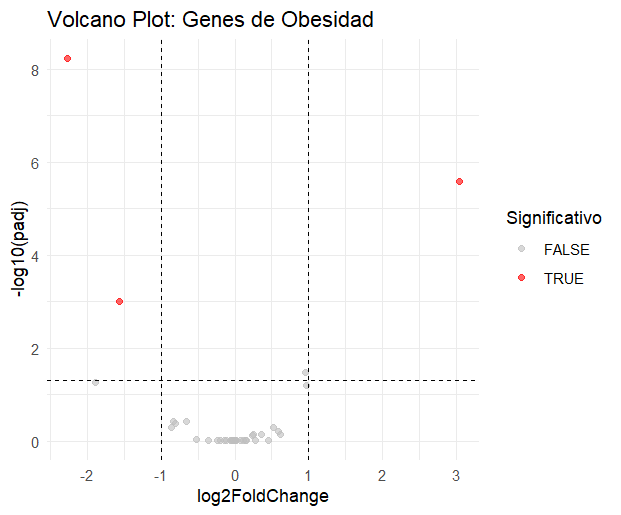 Volcano Plot: Genes de Obesidad
-log10(padj)
8
6
4
2
0
-2
-1
0
1
2
3
log2FoldChange
Significativo
FALSE
TRUE